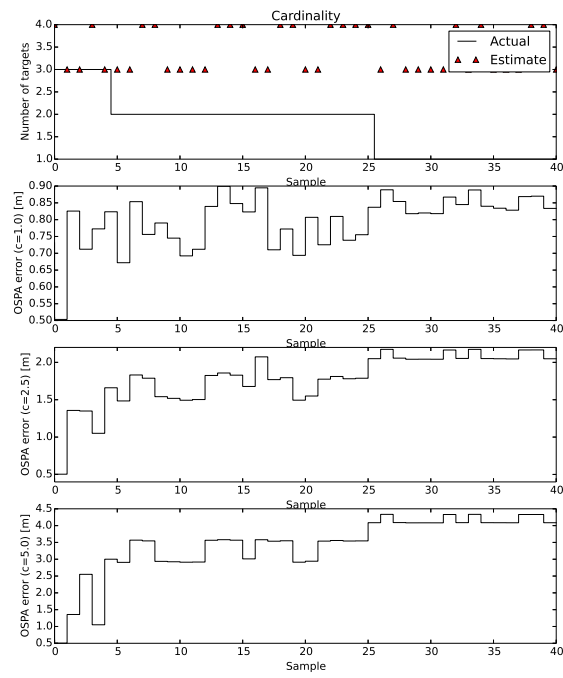 Cardinality
4.0
3.5
3.0
2.5
2.0
1.5
1.0
Number of targets
Actual
Estimate
0 5 10 15 20 25 30 35 40
Sample
0.90
0.85
0.80
0.75
0.70
0.65
0.60
0.55
0.50
OSPA error (c=1.0) [m]
0 5 10 15 20 25 30 35 40
Sample
2.0
1.5
1.0
0.5
OSPA error (c=2.5) [m]
0 5 10 15 20 25 30 35 40
Sample
4.5
4.0
3.5
3.0
2.5
2.0
1.5
1.0
0.5
OSPA error (c=5.0) [m]
0 5 10 15 20 25 30 35 40
Sample